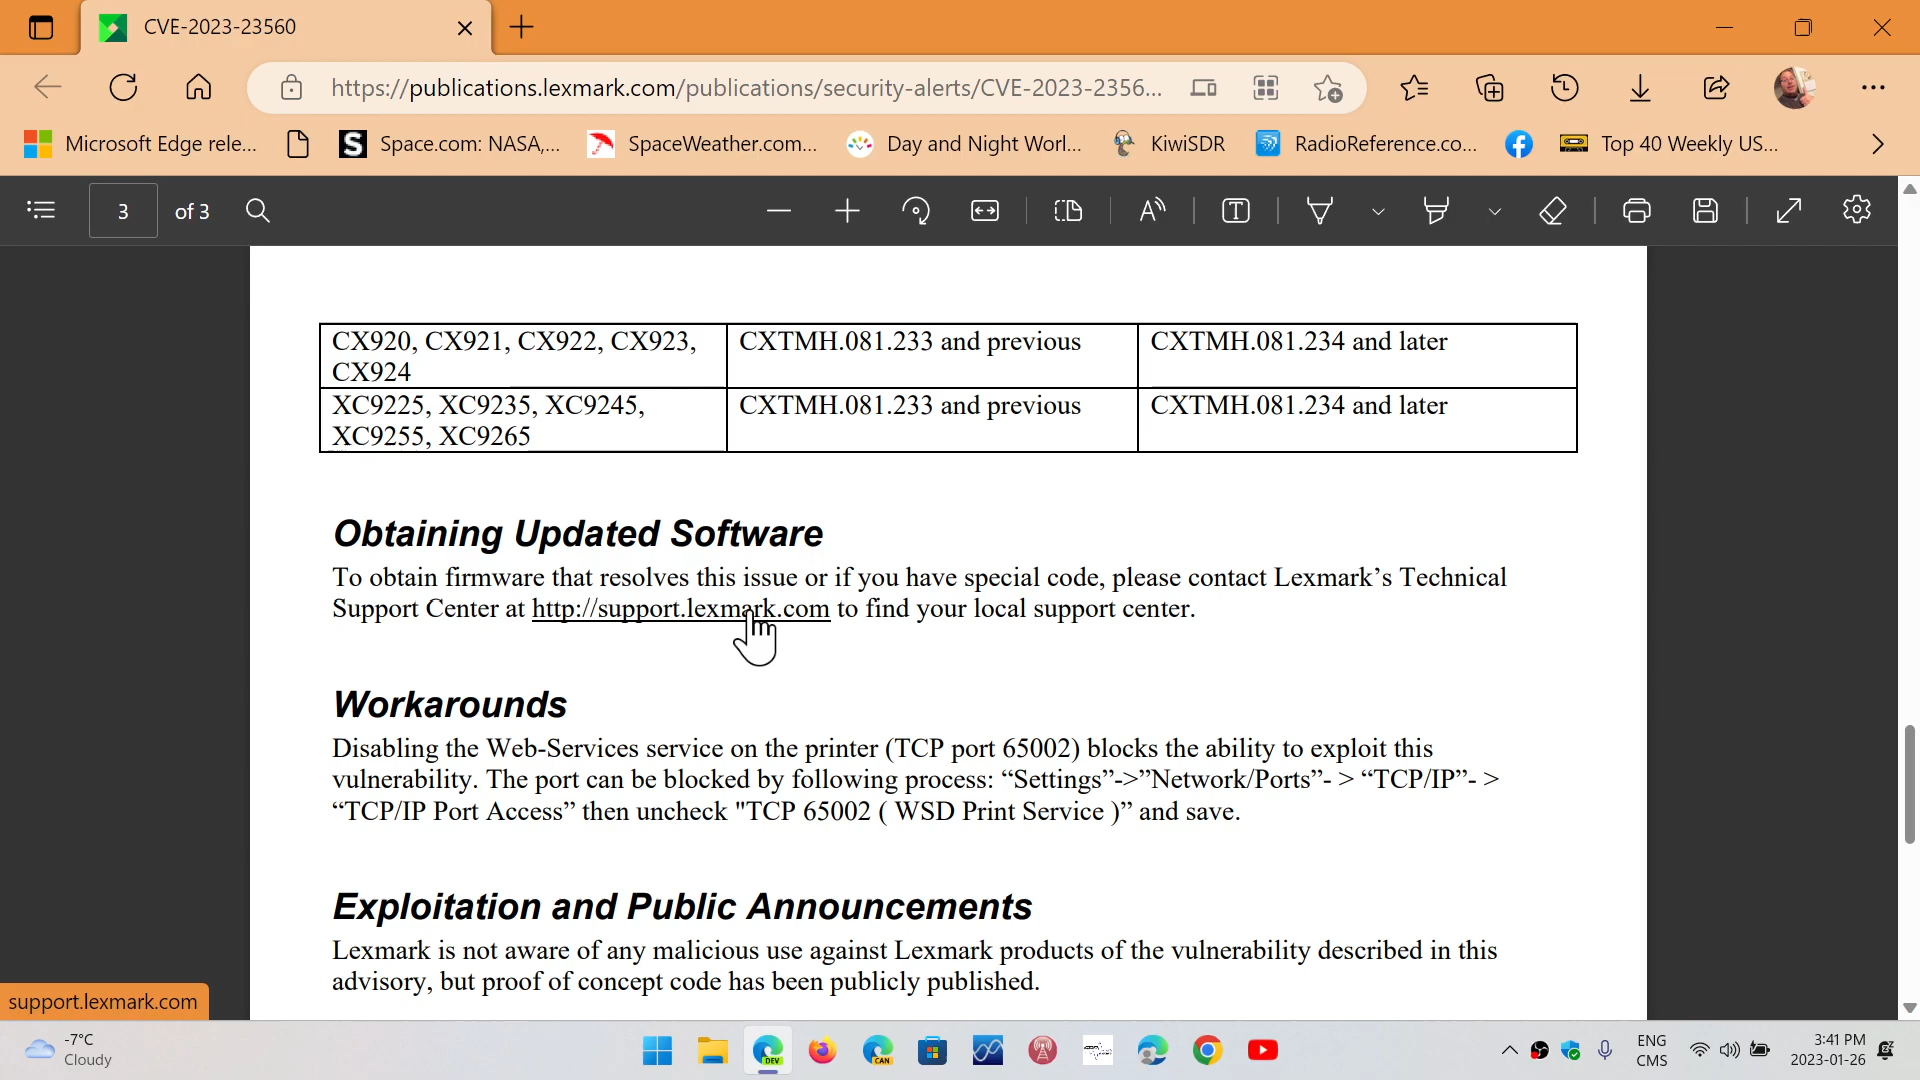 CVE-2023-23560
https://publications.lexmark.com/publications/security-alerts/CVE-2023-2356...
Microsoft Edge rele...
S
Space.com: NASA,...
SpaceWeather.com...
Day and Night Worl...
KiwiSDR
RadioReference.co...
Top 40 Weekly US...
3
of 3
CX920, CX921, CX922, CX923,
CX924
CXTMH.081.233 and previous
CXTMH.081.234 and later
XC9225, XC9235, XC9245,
XC9255, XC9265
CXTMH.081.233 and previous
CXTMH.081.234 and later
Obtaining Updated Software
To obtain firmware that resolves this issue or if you have special code, please contact Lexmark’s Technical
Support Center at http://support.lexmark.com to find your local support center.
Workarounds
Disabling the Web-Services service on the printer (TCP port 65002) blocks the ability to exploit this
vulnerability. The port can be blocked by following process: “Settings”->”Network/Ports”- > “TCP/IP”- >
“TCP/IP Port Access” then uncheck "TCP 65002 ( WSD Print Service )” and save.
Exploitation and Public Announcements
Lexmark is not aware of any malicious use against Lexmark products of the vulnerability described in this
advisory, but proof of concept code has been publicly published.
support.lexmark.com
-7°C
Cloudy
DEV
CAN
ENG
CMS
3:41 PM
2023-01-26